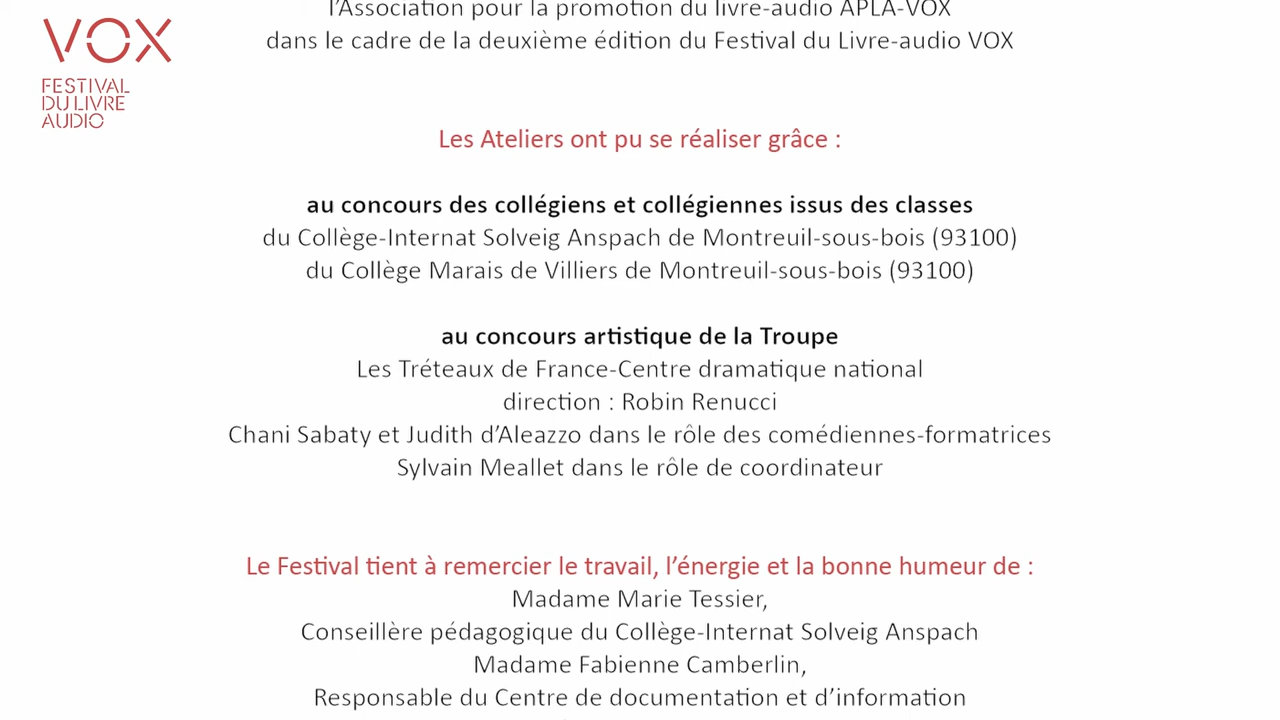 VOX
FESTIVAL
DU LIVRE
AUDIO
l'Association pour la promotion du livre-audio APLA-VOX
dans le cadre de la deuxième édition du Festival du Livre-audio VOX
Les Ateliers ont pu se réaliser grâce :
au concours des collégiens et collégiennes issus des classes
du Collège-Internat Solveig Anspach de Montreuil-sous-bois (93100)
du Collège Marais de Villiers de Montreuil-sous-bois (93100)
au concours artistique de la Troupe
Les Tréteaux de France-Centre dramatique national
direction : Robin Renucci
Chani Sabaty et Judith d’Aleazzo dans le rôle des comédiennes-formatrices
Sylvain Meallet dans le rôle de coordinateur
Le Festival tient à remercier le travail, l’énergie et la bonne humeur de :
Madame Marie Tessier,
Conseillère pédagogique du Collège-Internat Solveig Anspach
Madame Fabienne Camberlin,
Responsable du Centre de documentation et d’information